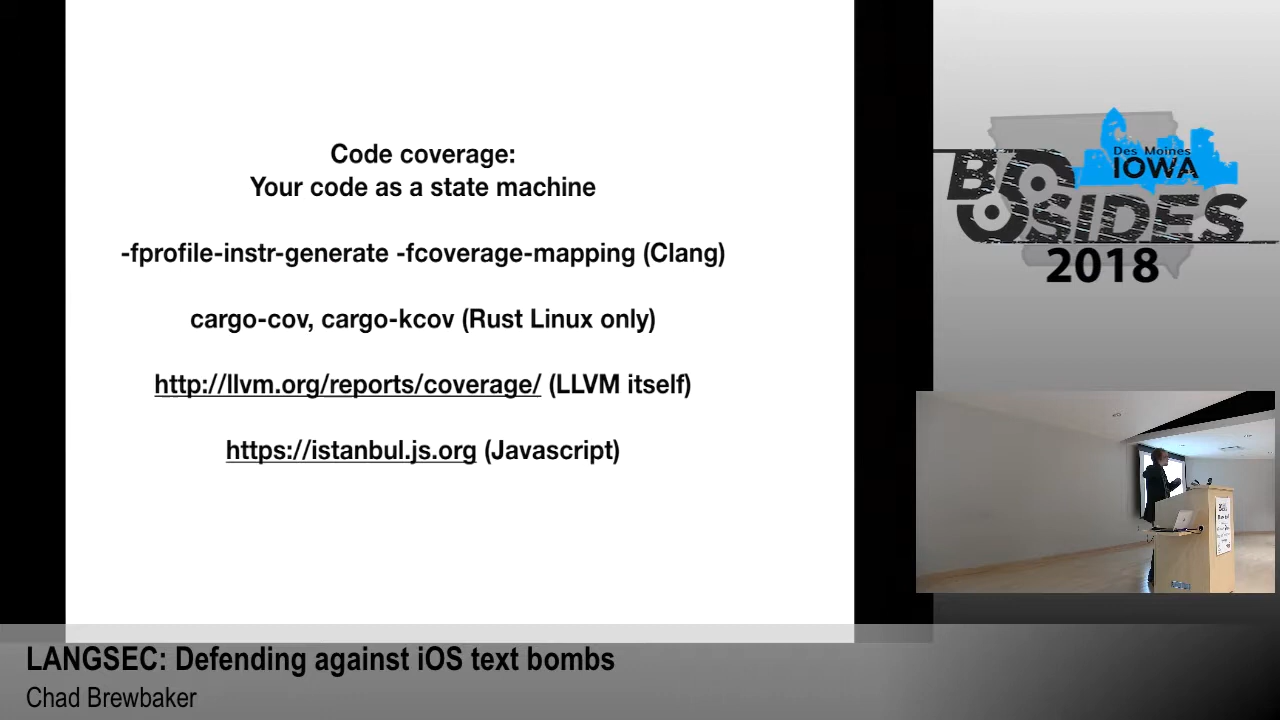 Code coverage:
Your code as a state machine
-fprofile-instr-generate -fcoverage-mapping (Clang)
cargo-cov, cargo-kcov (Rust Linux only)
http://llvm.org/reports/coverage/ (LLVM itself)
https://istanbul.js.org (Javascript)
Des Moines
IOWA
BSIDES
2018
LANGSEC: Defending against iOS text bombs
Chad Brewbaker